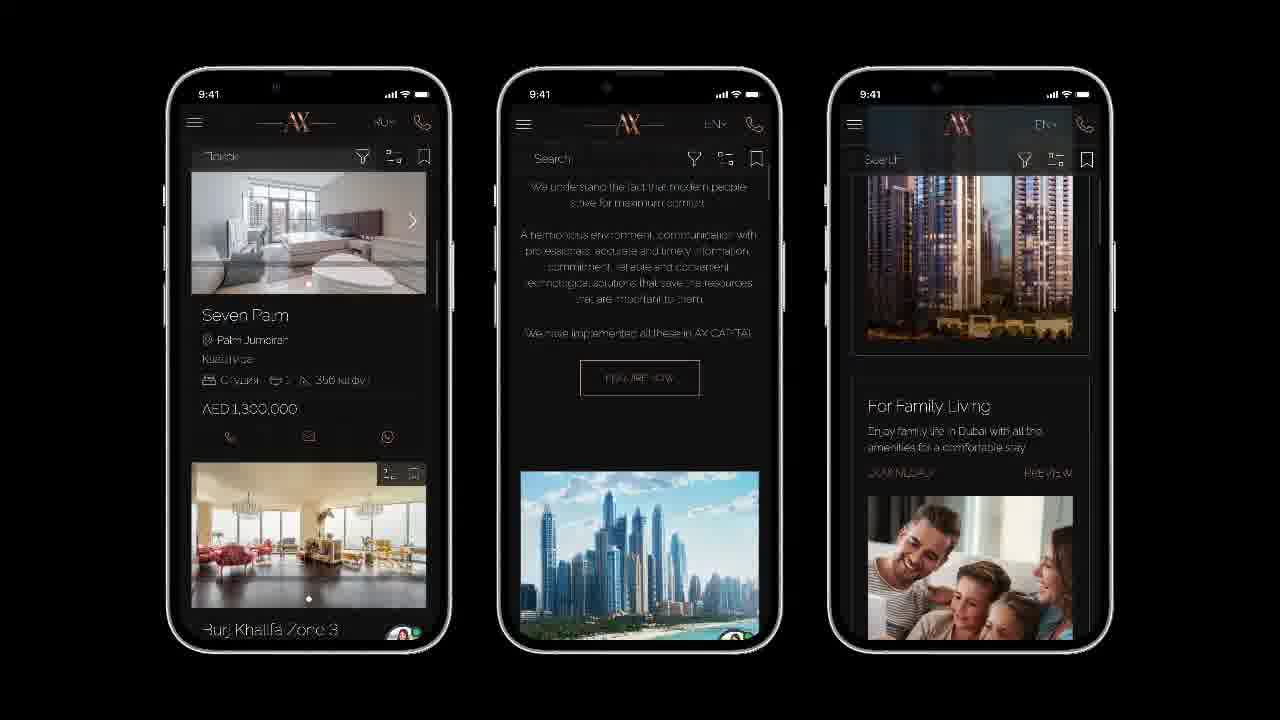 9:41
AX
RU
Поиск
Seven Palm
Palm Jumeirah
Квартира
Студия 1 356 кв.фут
AED 1,300,000
Burj Khalifa Zone 3
9:41
AX
EN
Search
We understand the fact that modern people
strive for maximum comfort.
A harmonious environment, communication with
professionals, accurate and timely information,
commitment, reliable and convenient
technological solutions that save the resources
that are important to them.
We have implemented all these in AX CAPITAL
ENQUIRE NOW
9:41
AX
EN
Search
For Family Living
Enjoy family life in Dubai with all the
amenities for a comfortable stay
DOWNLOAD PREVIEW